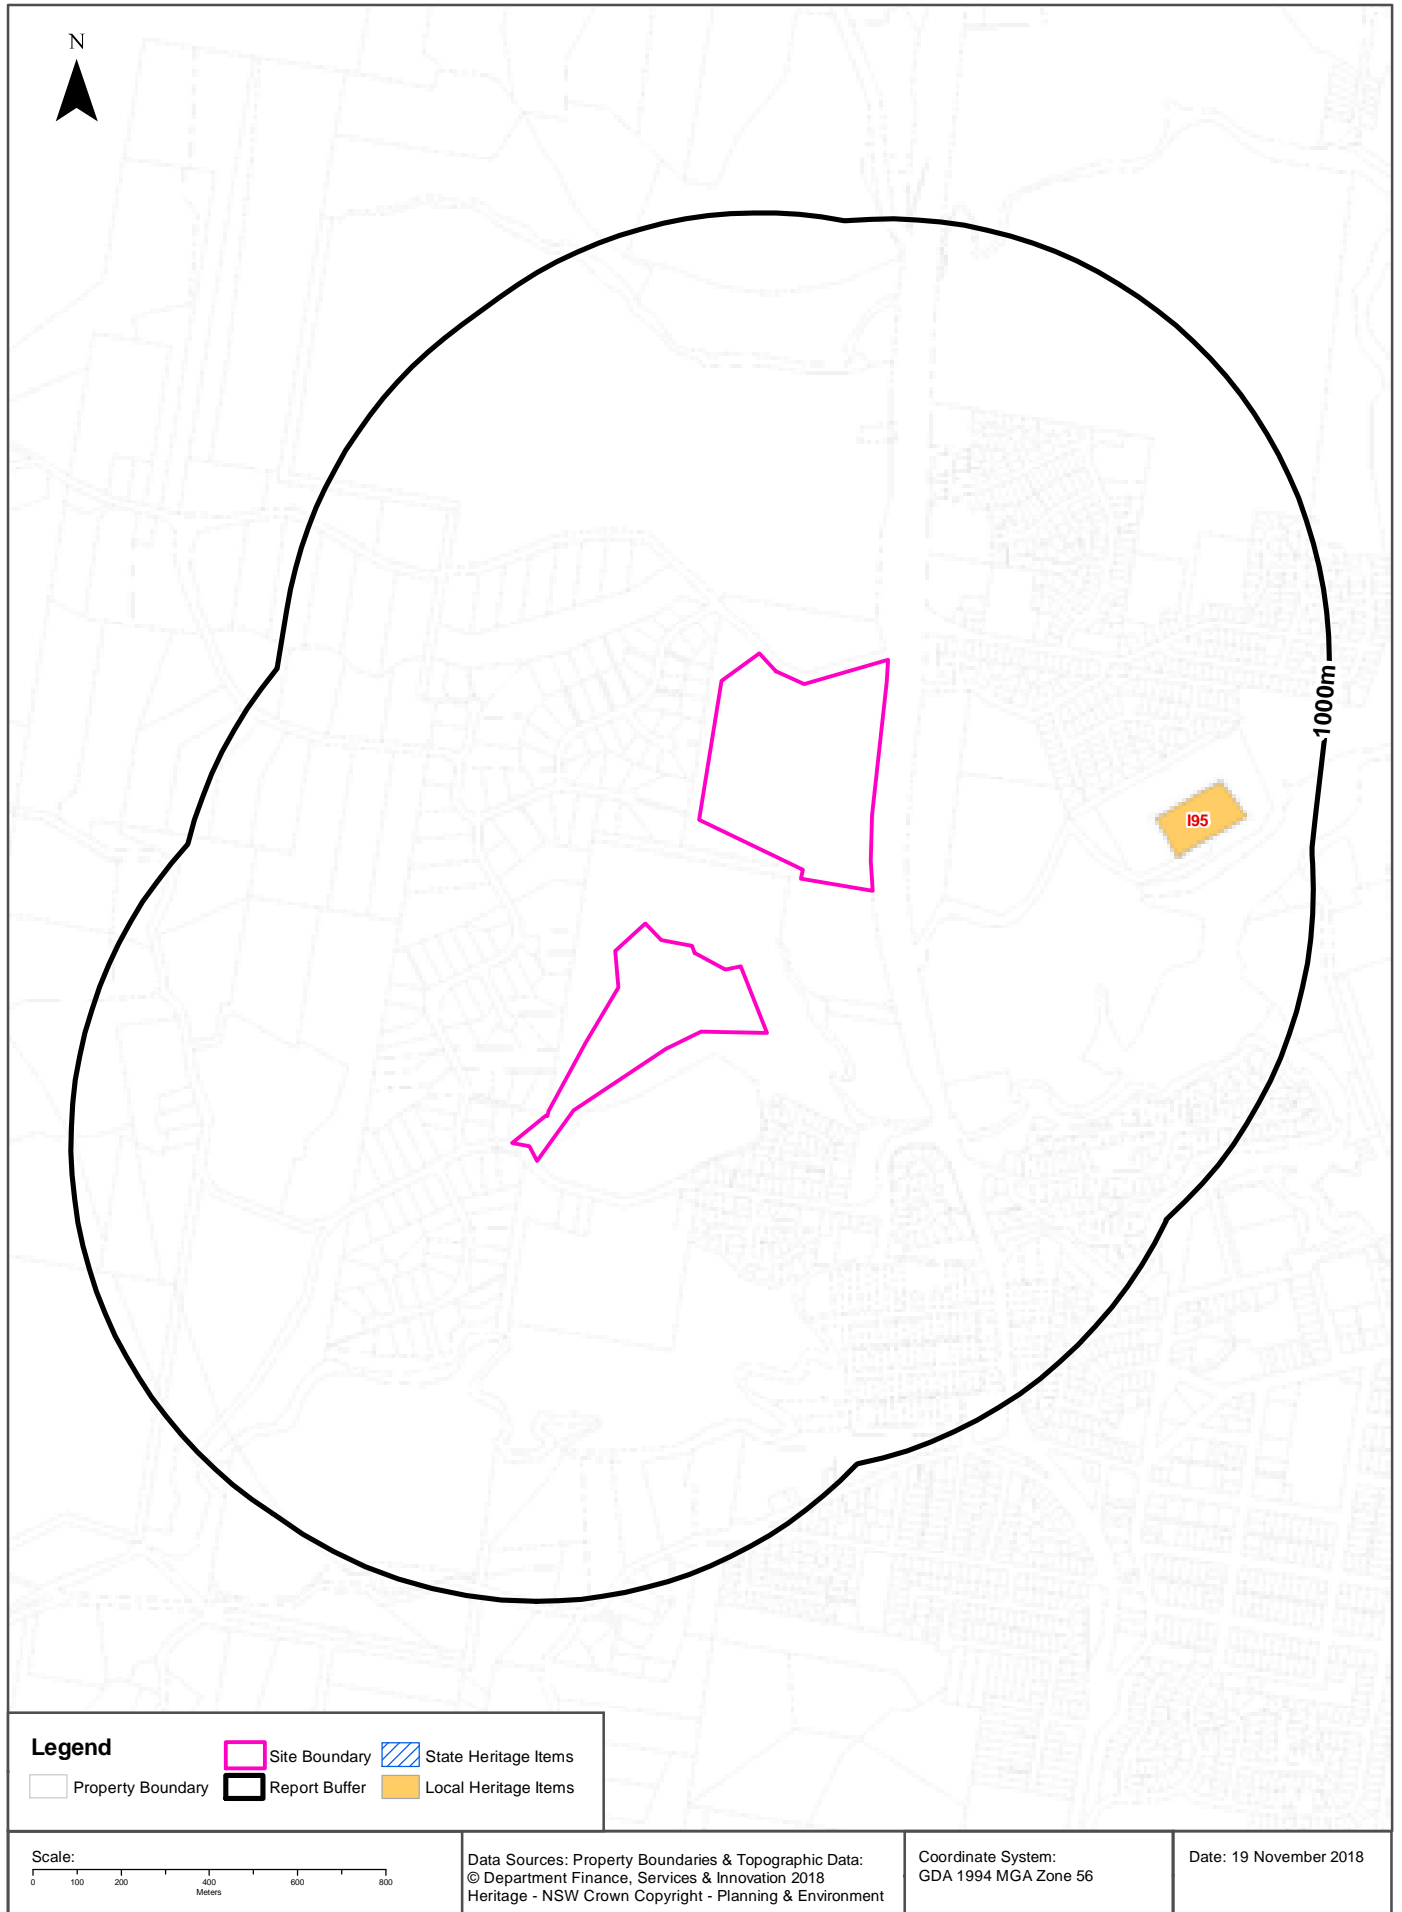 N
1000m
I95
Legend
Site Boundary
State Heritage Items
Property Boundary
Report Buffer
Local Heritage Items
Scale:
0 100 200 400 600 800
Meters
Data Sources: Property Boundaries & Topographic Data:
© Department Finance, Services & Innovation 2018
Heritage - NSW Crown Copyright - Planning & Environment
Coordinate System:
GDA 1994 MGA Zone 56
Date: 19 November 2018